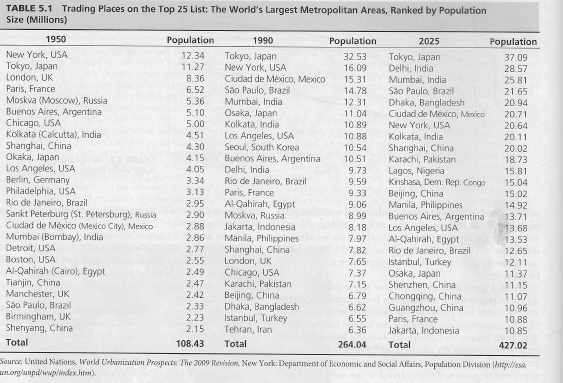 TABLE 5.1 Trading Places on the Top 25 List: The World's Largest Metropolitan Areas, Ranked by Population
Size (Millions)
1950 Population 1990 Population 2025 Population
New York, USA 12.34 Tokyo, Japan 32.53 Tokyo, Japan 37.09
Tokyo, Japan 11.27 New York, USA 16.09 Delhi, India 28.57
London, UK 8.36 Ciudad de México, Mexico 15.31 Mumbai, India 25.81
Paris, France 6.52 São Paulo, Brazil 14.78 São Paulo, Brazil 21.65
Moskva (Moscow), Russia 5.36 Mumbai, India 12.31 Dhaka, Bangladesh 20.94
Buenos Aires, Argentina 5.10 Osaka, Japan 11.04 Ciudad de México, Mexico 20.71
Chicago, USA 5.00 Kolkata, India 10.89 New York, USA 20.64
Kolkata (Calcutta), India 4.51 Los Angeles, USA 10.88 Kolkata, India 20.11
Shanghai, China 4.30 Seoul, South Korea 10.54 Shanghai, China 20.02
Okaka, Japan 4.15 Buenos Aires, Argentina 10.51 Karachi, Pakistan 18.73
Los Angeles, USA 4.05 Delhi, India 9.73 Lagos, Nigeria 15.81
Berlin, Germany 3.34 Rio de Janeiro, Brazil 9.59 Kinshasa, Dem. Rep. Congo 15.04
Philadelphia, USA 3.13 Paris, France 9.33 Beijing, China 15.02
Rio de Janeiro, Brazil 2.95 Al-Qahirah, Egypt 9.06 Manila, Philippines 14.92
Sankt Peterburg (St. Petersburg), Russia 2.90 Moskva, Russia 8.99 Buenos Aires, Argentina 13.71
Ciudad de México (Mexico City), Mexico 2.88 Jakarta, Indonesia 8.18 Los Angeles, USA 13.68
Mumbai (Bombay), India 2.86 Manila, Philippines 7.97 Al-Qahirah, Egypt 13.53
Detroit, USA 2.77 Shanghai, China 7.82 Rio de Janeiro, Brazil 12.65
Boston, USA 2.55 London, UK 7.65 Istanbul, Turkey 12.11
Al-Qahirah (Cairo), Egypt 2.49 Chicago, USA 7.37 Osaka, Japan 11.37
Tianjin, China 2.47 Karachi, Pakistan 7.15 Shenzhen, China 11.15
Manchester, UK 2.42 Beijing, China 6.79 Chongqing, China 11.07
São Paulo, Brazil 2.33 Dhaka, Bangladesh 6.62 Guangzhou, China 10.96
Birmingham, UK 2.23 Istanbul, Turkey 6.55 Paris, France 10.88
Shenyang, China 2.15 Tehran, Iran 6.36 Jakarta, Indonesia 10.85
Total 108.43 Total 264.04 Total 427.02
Source: United Nations, World Urbanization Prospects: The 2009 Revision, New York: Department of Economic and Social Affairs, Population Division (http://esa.
un.org/unpd/wup/index.htm).